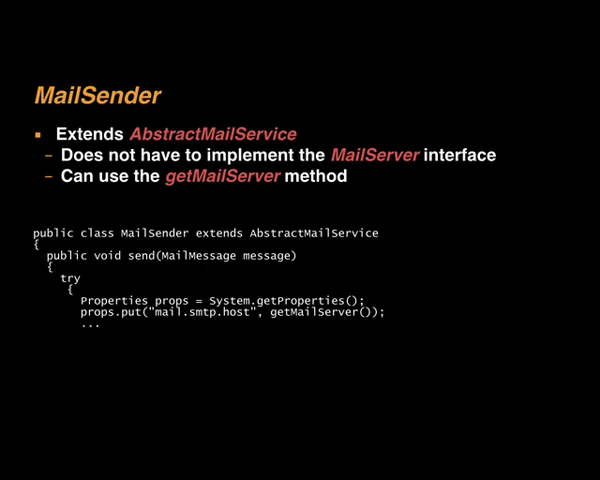 MailSender
▪ Extends AbstractMailService
– Does not have to implement the MailServer interface
– Can use the getMailServer method
public class MailSender extends AbstractMailService
{
public void send(MailMessage message)
{
try
{
Properties props = System.getProperties();
props.put("mail.smtp.host", getMailServer());
...